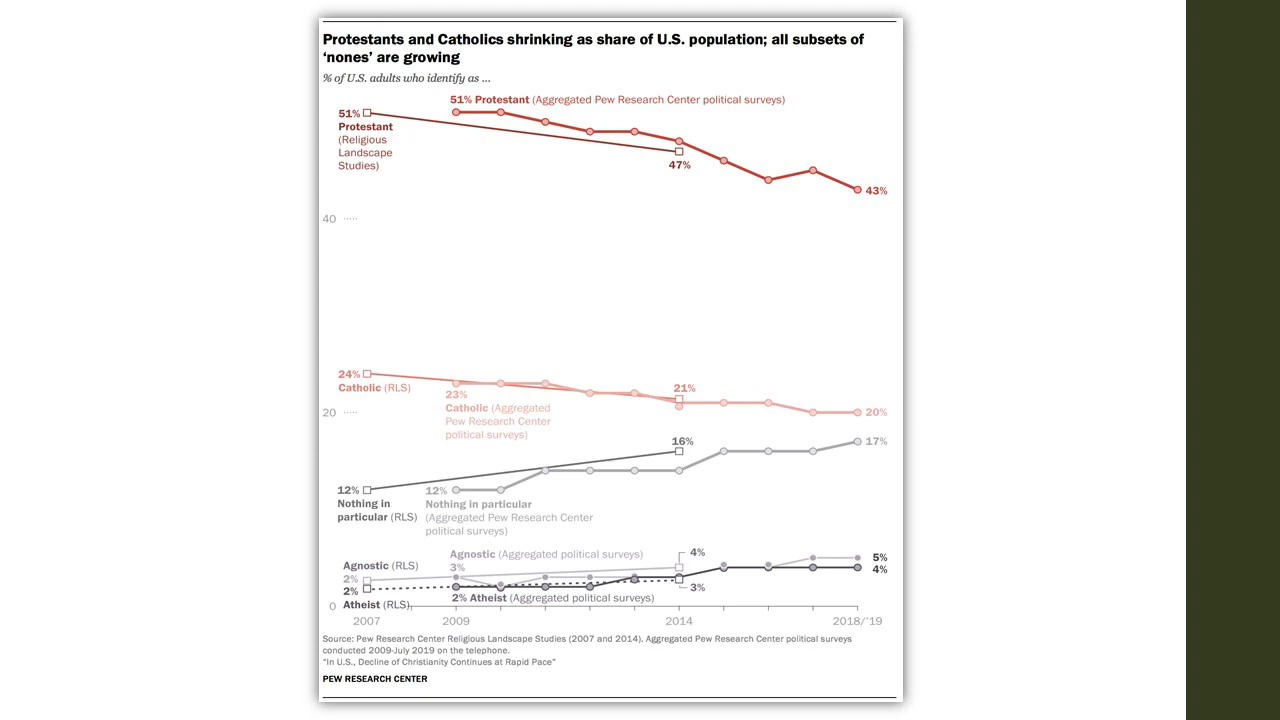 Protestants and Catholics shrinking as share of U.S. population; all subsets of
‘nones’ are growing
% of U.S. adults who identify as ...
51% Protestant (Aggregated Pew Research Center political surveys)
51%
Protestant
(Religious
Landscape
Studies)
47%
43%
40
24%
Catholic (RLS)
23%
Catholic (Aggregated
Pew Research Center
political surveys)
21%
20
20%
16%
17%
12%
Nothing in
particular (RLS)
12%
Nothing in particular
(Aggregated Pew Research Center
political surveys)
Agnostic (Aggregated political surveys)
3%
4%
5%
4%
Agnostic (RLS)
2%
2%
Atheist (RLS)
3%
2% Atheist (Aggregated political surveys)
0
2007
2009
2014
2018/'19
Source: Pew Research Center Religious Landscape Studies (2007 and 2014). Aggregated Pew Research Center political surveys
conducted 2009-July 2019 on the telephone.
“In U.S., Decline of Christianity Continues at Rapid Pace”
PEW RESEARCH CENTER